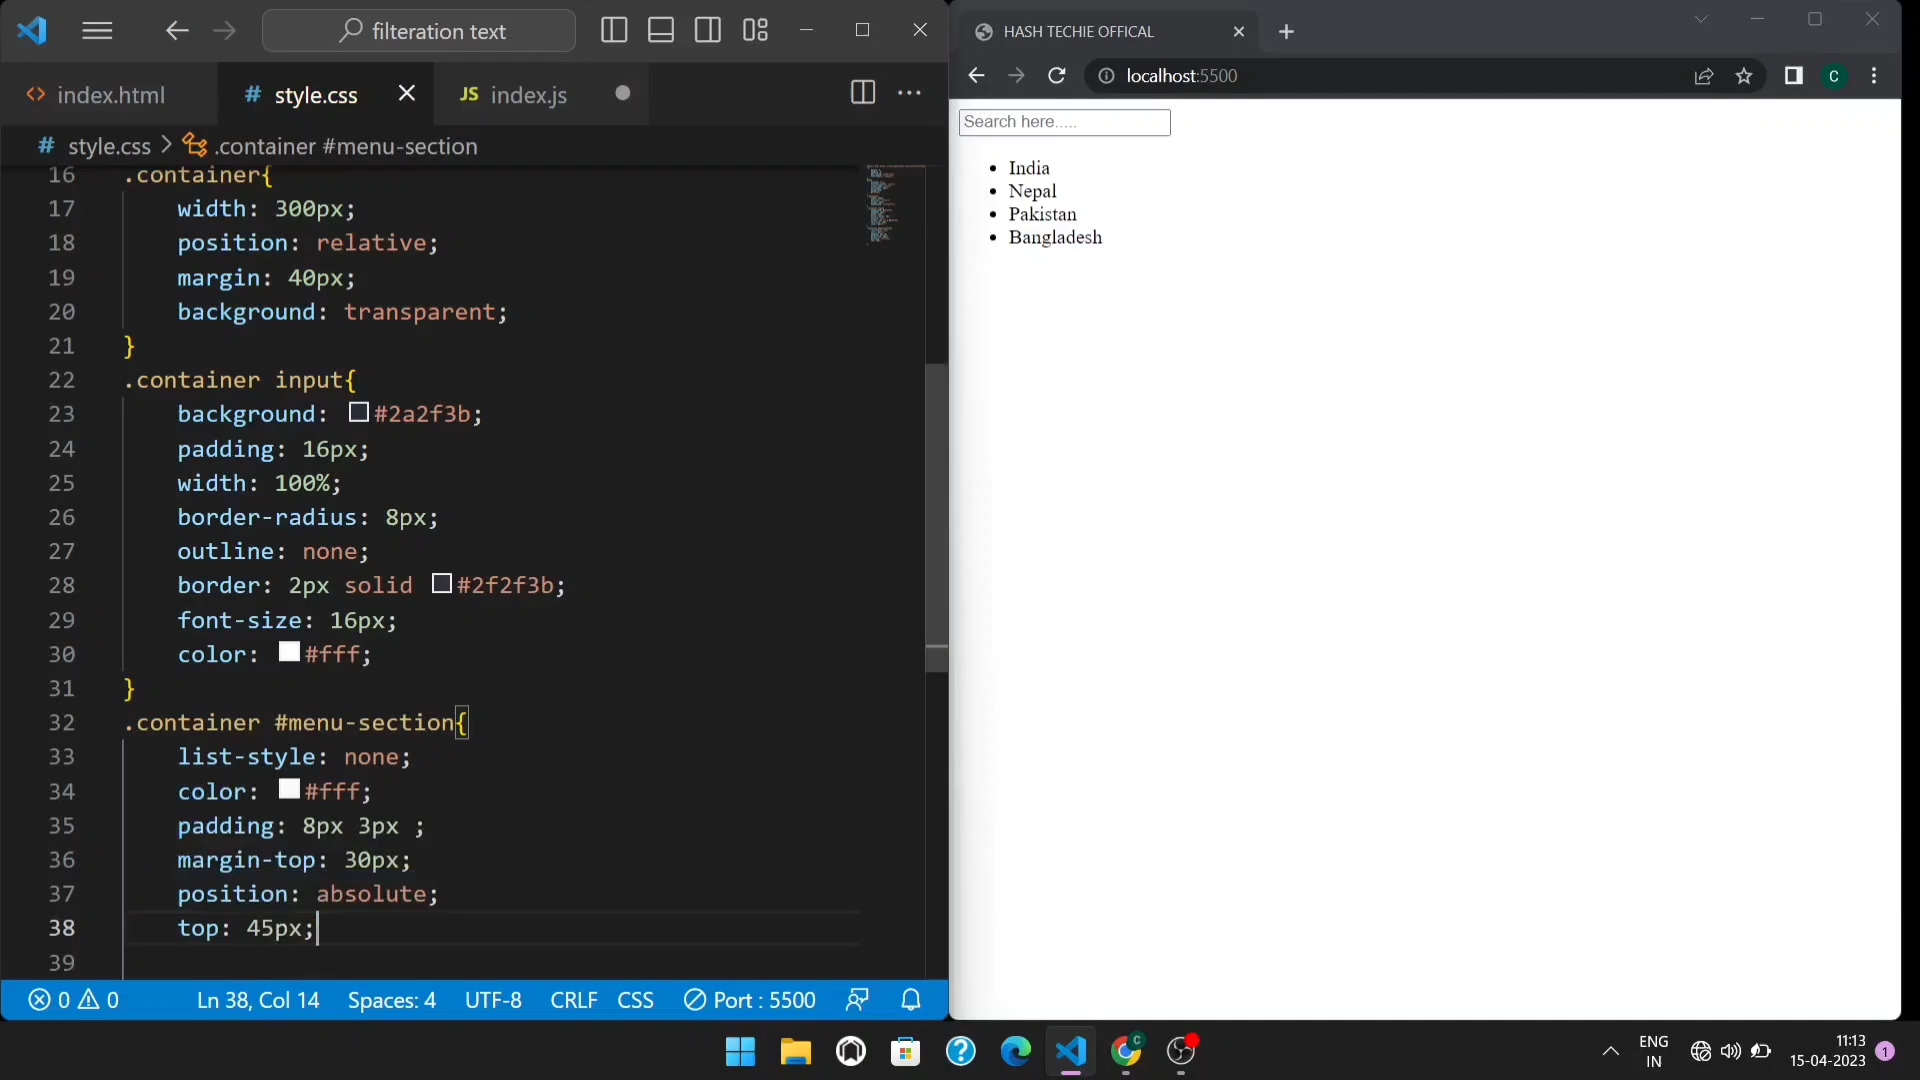 filteration text
index.html
# style.css
JS index.js
# style.css > .container #menu-section
16 .container{
17 width: 300px;
18 position: relative;
19 margin: 40px;
20 background: transparent;
21 }
22 .container input{
23 background: #2a2f3b;
24 padding: 16px;
25 width: 100%;
26 border-radius: 8px;
27 outline: none;
28 border: 2px solid #2f2f3b;
29 font-size: 16px;
30 color: #fff;
31 }
32 .container #menu-section{
33 list-style: none;
34 color: #fff;
35 padding: 8px 3px ;
36 margin-top: 30px;
37 position: absolute;
38 top: 45px;
39
0 0 Ln 38, Col 14 Spaces: 4 UTF-8 CRLF CSS Port : 5500
HASH TECHIE OFFICAL
localhost:5500
C
Search here.....
• India
• Nepal
• Pakistan
• Bangladesh
ENG
IN
11:13
15-04-2023
1